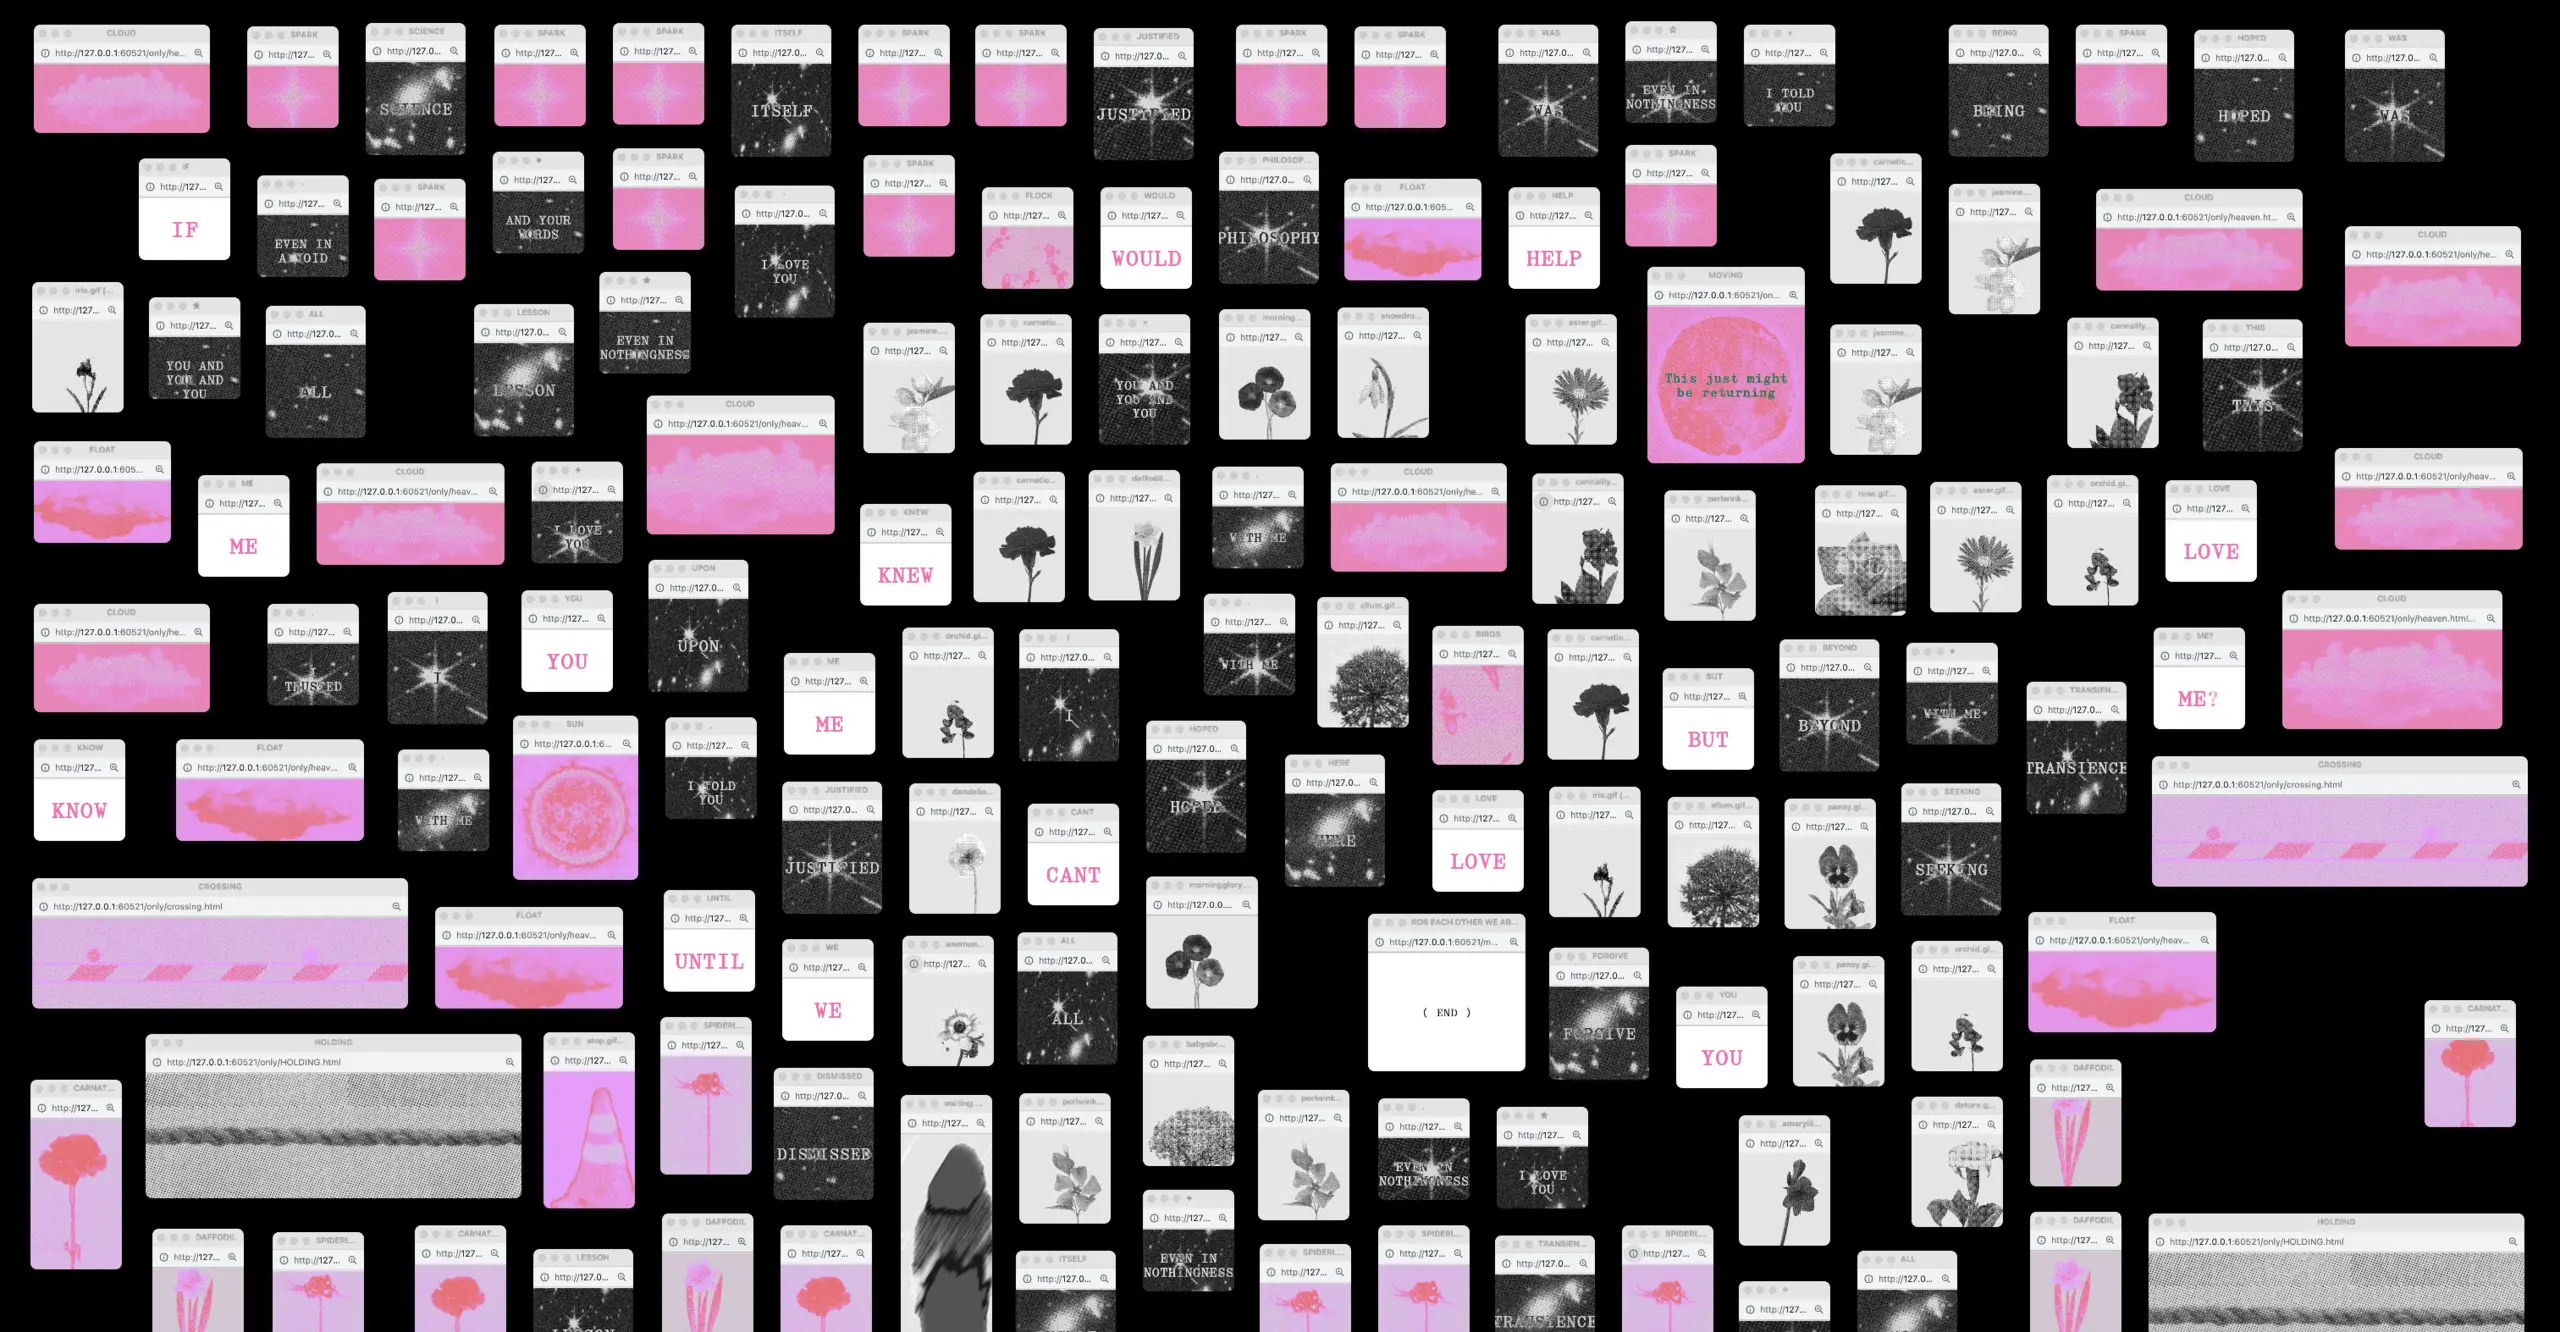 CLOUD
http://127.0.0.1:60521/only/he...
SPARK
http://127...
SCIENCE
http://127.0...
SCIENCE
SPARK
http://127...
SPARK
http://127...
ITSELF
http://127.0...
ITSELF
SPARK
http://127...
SPARK
http://127...
JUSTIFIED
http://127.0...
JUSTIFIED
SPARK
http://127...
SPARK
http://127...
WAS
http://127.0...
WAS
http://127...
EVEN IN
NOTHINGNESS
http://127...
I TOLD
YOU
BEING
http://127.0...
BEING
SPARK
http://127...
HOPED
http://127.0...
HOPED
WAS
http://127.0...
WAS
IF
http://127...
IF
http://127...
EVEN IN
A VOID
SPARK
http://127...
http://127...
AND YOUR
WORDS
SPARK
http://127...
http://127.0...
I LOVE
YOU
SPARK
http://127...
FLOCK
http://127...
WOULD
http://127...
WOULD
PHILOSOP...
http://127.0...
PHILOSOPHY
FLOAT
http://127.0.0.1:605...
HELP
http://127...
HELP
SPARK
http://127...
carnatio...
http://127...
jasmine....
http://127...
CLOUD
http://127.0.0.1:60521/only/heaven.ht...
CLOUD
http://127.0.0.1:60521/only/he...
iris.gif (...
http://127...
http://127...
YOU AND
YOU AND
YOU
ALL
http://127.0...
ALL
LESSON
http://127.0...
LESSON
http://127...
EVEN IN
NOTHINGNESS
jasmine....
http://127...
carnatio...
http://127...
http://127...
YOU AND
YOU AND
YOU
morning...
http://127...
snowdro...
http://127...
aster.gif...
http://127...
MOVING
http://127.0.0.1:60521/on...
This just might
be returning
jasmine....
http://127...
http://127...
THIS
http://127.0...
THIS
FLOAT
http://127.0.0.1:605...
ME
http://127...
ME
CLOUD
http://127.0.0.1:60521/only/heav...
http://127...
I LOVE
YOU
CLOUD
http://127.0.0.1:60521/only/heav...
KNEW
http://127...
KNEW
carnatio...
http://127...
daffodil...
http://127...
http://127...
WITH ME
CLOUD
http://127.0.0.1:60521/only/he...
http://127...
periwink...
http://127...
rose.gif...
http://127...
aster.gif...
http://127...
orchid.gi...
http://127...
LOVE
http://127...
LOVE
CLOUD
http://127.0.0.1:60521/only/heav...
CLOUD
http://127.0.0.1:60521/only/he...
http://127...
I
TRUSTED
I
http://127.0...
I
YOU
http://127...
YOU
UPON
http://127.0...
UPON
ME
http://127...
ME
orchid.gi...
http://127...
I
http://127.0...
I
http://127...
WITH ME
allum.gif...
http://127...
BIRDS
http://127...
carnatio...
http://127...
BUT
http://127...
BUT
BEYOND
http://127.0...
BEYOND
http://127...
WITH ME
TRANSIEN...
http://127.0...
TRANSIENCE
ME?
http://127...
ME?
CLOUD
http://127.0.0.1:60521/only/heaven.html...
KNOW
http://127...
KNOW
FLOAT
http://127.0.0.1:60521/only/heav...
http://127...
WITH ME
SUN
http://127.0.0.1:6...
http://127...
I TOLD
YOU
JUSTIFIED
http://127.0...
JUSTIFIED
dandelio...
http://127...
CANT
http://127...
CANT
HOPED
http://127.0...
HOPED
HERE
http://127.0...
HERE
LOVE
http://127...
LOVE
iris.gif (...
http://127...
allum.gif...
http://127...
pansy.gi...
http://127...
SEEKING
http://127.0...
SEEKING
CROSSING
http://127.0.0.1:60521/only/crossing.html
CROSSING
http://127.0.0.1:60521/only/crossing.html
FLOAT
http://127.0.0.1:60521/only/heav...
UNTIL
http://127...
UNTIL
WE
http://127...
WE
anemon...
http://127...
ALL
http://127.0...
ALL
morningglory....
http://127.0.0....
RDS EACH OTHER WE AR...
http://127.0.0.1:60521/m...
( END )
FORGIVE
http://127.0...
FORGIVE
YOU
http://127...
YOU
pansy.gi...
http://127...
orchid.gi...
http://127...
FLOAT
http://127.0.0.1:60521/only/heav...
CARNAT...
http://127...
CARNAT...
http://127...
HOLDING
http://127.0.0.1:60521/only/HOLDING.html
stop.gif...
http://127...
SPIDERL...
http://127...
DISMISSED
http://127.0...
DISMISSED
waiting....
http://127...
periwink...
http://127...
babysbr...
http://127...
periwink...
http://127...
http://127...
EVEN IN
NOTHINGNESS
http://127...
I LOVE
YOU
amarylli...
http://127...
datura.g...
http://127...
DAFFODIL
http://127...
DAFFODIL
http://127...
SPIDERL...
http://127...
CARNAT...
http://127...
LESSON
http://127.0...
LESSON
DAFFODIL
http://127...
CARNAT...
http://127...
ITSELF
http://127.0...
http://127...
EVEN IN
NOTHINGNESS
SPIDERL...
http://127...
SPIDERL...
http://127...
TRANSIEN...
http://127.0...
TRANSIENCE
SPIDERL...
http://127...
http://127...
ALL
http://127.0...
DAFFODIL
http://127...
HOLDING
http://127.0.0.1:60521/only/HOLDING.html